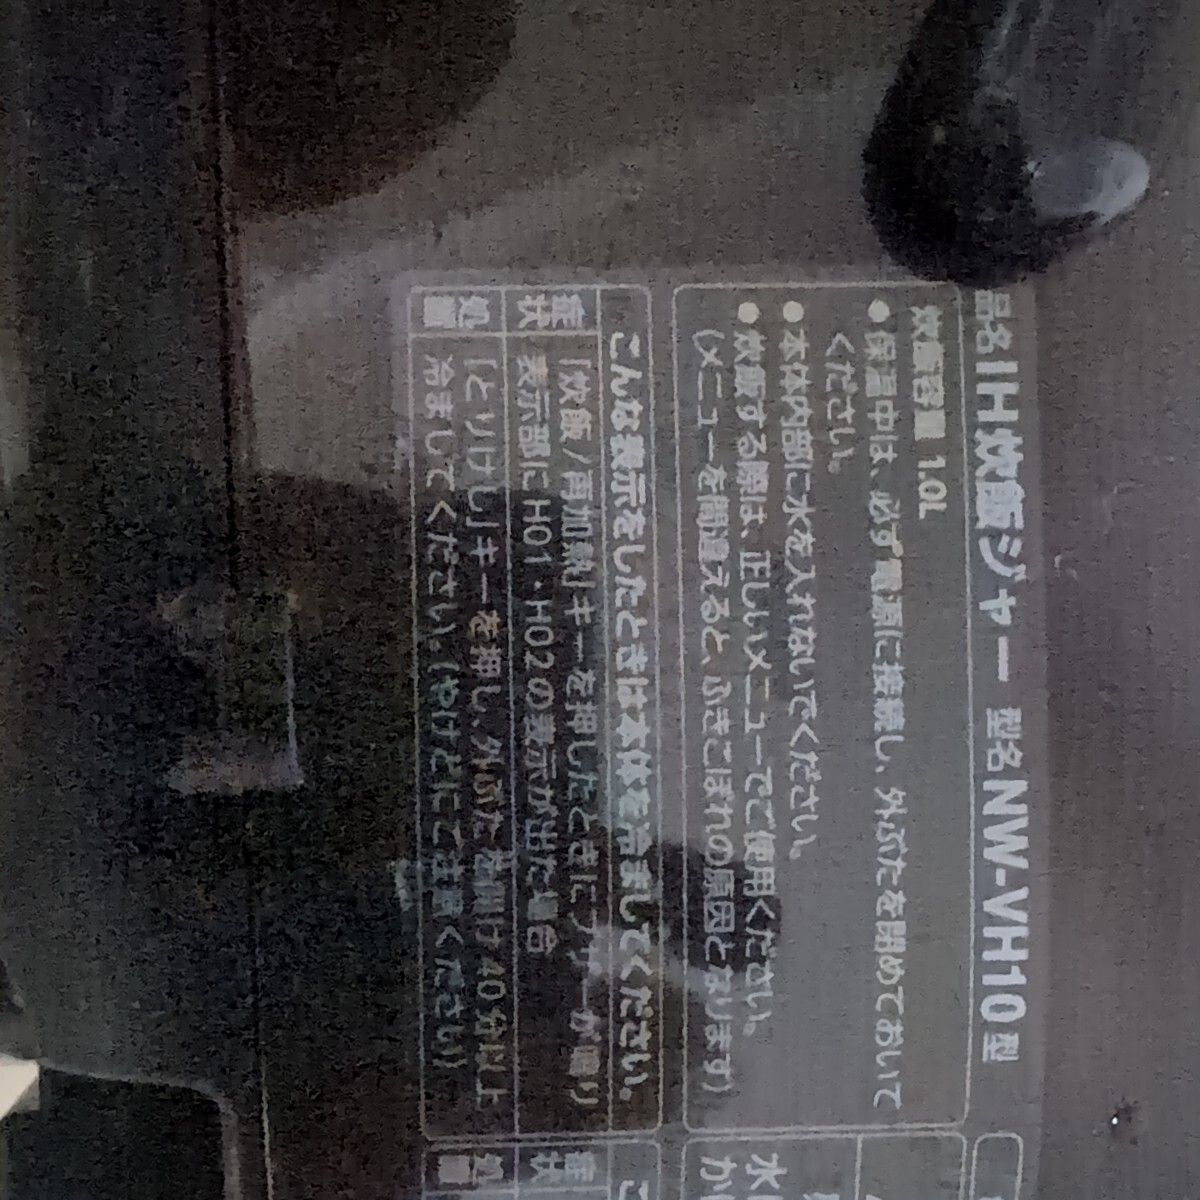 品名IH炊飯ジャー 型名NW-VH10型
炊飯容量 1.0L
●保温中は、必ず電源に接続し、外ぶたを閉めておいて
ください。
●本体内部に水を入れないでください。
●炊飯する際は、正しいメニューでご使用ください。
(メニューを間違えると、ふきこぼれの原因となります)
こんな表示をしたときは本体を冷ましてください。
症状
「炊飯/再加熱」キーを押したときにブザーが鳴り
表示部にH01・H02の表示が出た場合
処置
「とりけし」キーを押し、外ぶたを開け40分以上
冷ましてください。(やけどにご注意ください)
水
か
こ
症状
処置